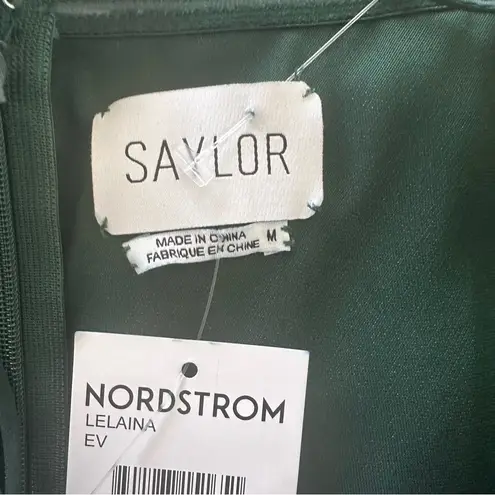 SAYLOR
MADE IN CHINA M
FABRIQUE EN CHINE
NORDSTROM
LELAINA
EV